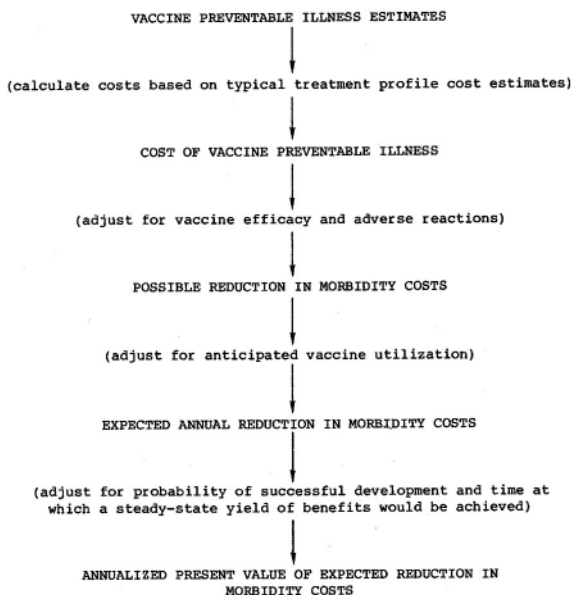 VACCINE PREVENTABLE ILLNESS ESTIMATES
(calculate costs based on typical treatment profile cost estimates)
COST OF VACCINE PREVENTABLE ILLNESS
(adjust for vaccine efficacy and adverse reactions)
POSSIBLE REDUCTION IN MORBIDITY COSTS
(adjust for anticipated vaccine utilization)
EXPECTED ANNUAL REDUCTION IN MORBIDITY COSTS
(adjust for probability of successful development and time at
which a steady-state yield of benefits would be achieved)
ANNUALIZED PRESENT VALUE OF EXPECTED REDUCTION IN
MORBIDITY COSTS